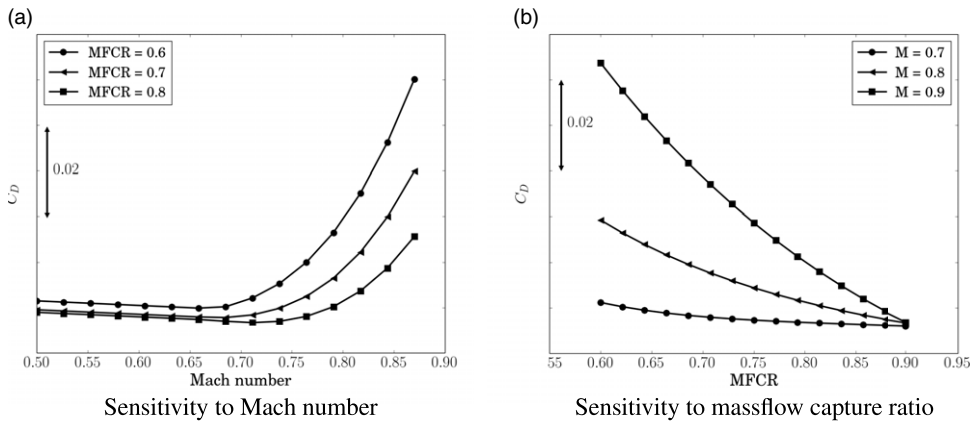 (a)
MFCR = 0.6
MFCR = 0.7
MFCR = 0.8
0.02
C_D
0.50 0.55 0.60 0.65 0.70 0.75 0.80 0.85 0.90
Mach number
Sensitivity to Mach number
(b)
M = 0.7
M = 0.8
M = 0.9
0.02
C_D
55 0.60 0.65 0.70 0.75 0.80 0.85 0.90 0.95
MFCR
Sensitivity to massflow capture ratio